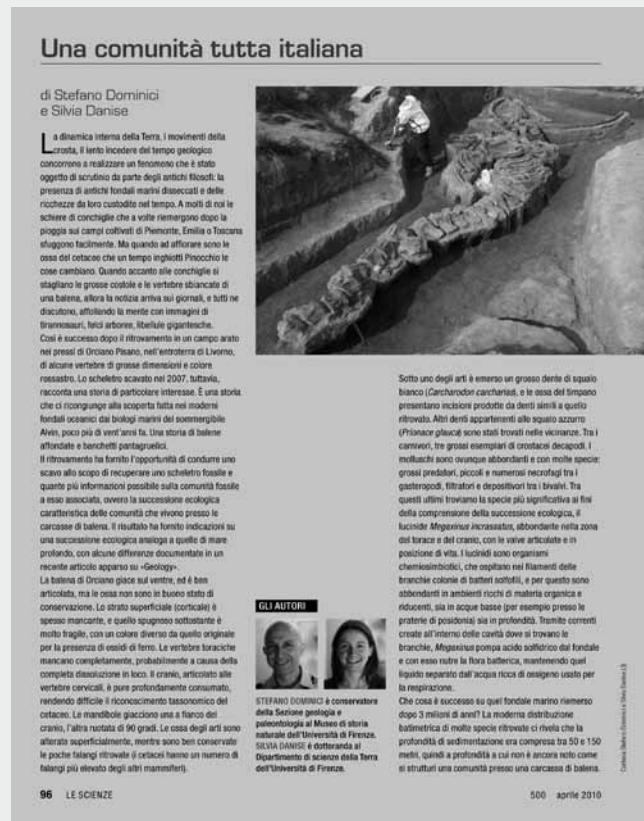 Una comunità tutta italiana
di Stefano Dominici
e Silvia Danise
La dinamica interna della Terra, i movimenti della
crosta, il lento incedere del tempo geologico
concorrono a realizzare un fenomeno che è stato
oggetto di scrutinio da parte degli antichi filosofi: la
presenza di antichi fondali marini disseccati e delle
ricchezze da loro custodite nel tempo. A molti di noi le
schiere di conchiglie che a volte riemergono dopo la
pioggia sui campi coltivati di Piemonte, Emilia o Toscana
sfuggono facilmente. Ma quando ad affiorare sono le
ossa del cetaceo che un tempo inghiottì Pinocchio le
cose cambiano. Quando accanto alle conchiglie si
stagliano le grosse costole e le vertebre sbiancate di
una balena, allora la notizia arriva sui giornali, e tutti ne
discutono, affollando la mente con immagini di
tirannosauri, felci arboree, libellule gigantesche.
Così è successo dopo il ritrovamento in un campo arato
nei pressi di Orciano Pisano, nell'entroterra di Livorno,
di alcune vertebre di grosse dimensioni e colore
rossastro. Lo scheletro scavato nel 2007, tuttavia,
racconta una storia di particolare interesse. È una storia
che ci ricongiunge alla scoperta fatta nei moderni
fondali oceanici dai biologi marini del sommergibile
Alvin, poco più di vent'anni fa. Una storia di balene
affondate e banchetti pantagruelici.
Il ritrovamento ha fornito l'opportunità di condurre uno
scavo allo scopo di recuperare uno scheletro fossile e
quante più informazioni possibile sulla comunità fossile
a esso associata, ovvero la successione ecologica
caratteristica delle comunità che vivono presso le
carcasse di balena. Il risultato ha fornito indicazioni su
una successione ecologica analoga a quelle di mare
profondo, con alcune differenze documentate in un
recente articolo apparso su «Geology».
La balena di Orciano giace sul ventre, ed è ben
articolata, ma le ossa non sono in buono stato di
conservazione. Lo strato superficiale (corticale) è
spesso mancante, e quello spugnoso sottostante è
molto fragile, con un colore diverso da quello originale
per la presenza di ossidi di ferro. Le vertebre toraciche
mancano completamente, probabilmente a causa della
completa dissoluzione in loco. Il cranio, articolato alle
vertebre cervicali, è pure profondamente consumato,
rendendo difficile il riconoscimento tassonomico del
cetaceo. Le mandibole giacciono una a fianco del
cranio, l'altra ruotata di 90 gradi. Le ossa degli arti sono
alterate superficialmente, mentre sono ben conservate
le poche falangi ritrovate (i cetacei hanno un numero di
falangi più elevato degli altri mammiferi).
GLI AUTORI
STEFANO DOMINICI è conservatore
della Sezione geologia e
paleontologia al Museo di storia
naturale dell'Università di Firenze.
SILVIA DANISE è dottoranda al
Dipartimento di scienze della Terra
dell'Università di Firenze.
Sotto uno degli arti è emerso un grosso dente di squalo
bianco (Carcharodon carcharias), e le ossa del timpano
presentano incisioni prodotte da denti simili a quello
ritrovato. Altri denti appartenenti allo squalo azzurro
(Prionace glauca) sono stati trovati nelle vicinanze. Tra i
carnivori, tre grossi esemplari di crostacei decapodi. I
molluschi sono ovunque abbondanti e con molte specie:
grossi predatori, piccoli e numerosi necrofagi tra i
gasteropodi, filtratori e depositivori tra i bivalvi. Tra
questi ultimi troviamo la specie più significativa ai fini
della comprensione della successione ecologica, il
lucinide Megaxinus incrassatus, abbondante nella zona
del torace e del cranio, con le valve articolate e in
posizione di vita. I lucinidi sono organismi
chemiosimbiotici, che ospitano nei filamenti delle
branchie colonie di batteri solfofili, e per questo sono
abbondanti in ambienti ricchi di materia organica e
riducenti, sia in acque basse (per esempio presso le
praterie di posidonia) sia in profondità. Tramite correnti
create all'interno delle cavità dove si trovano le
branchie, Megaxinus pompa acido solfidrico dal fondale
e con esso nutre la flora batterica, mantenendo quel
liquido separato dall'acqua ricca di ossigeno usato per
la respirazione.
Che cosa è successo su quel fondale marino riemerso
dopo 3 milioni di anni? La moderna distribuzione
batimetrica di molte specie ritrovate ci rivela che la
profondità di sedimentazione era compresa tra 50 e 150
metri, quindi a profondità a cui non è ancora noto come
si strutturi una comunità presso una carcassa di balena.
Cortesia Stefano Dominici e Silvia Danise
96 LE SCIENZE
500 aprile 2010